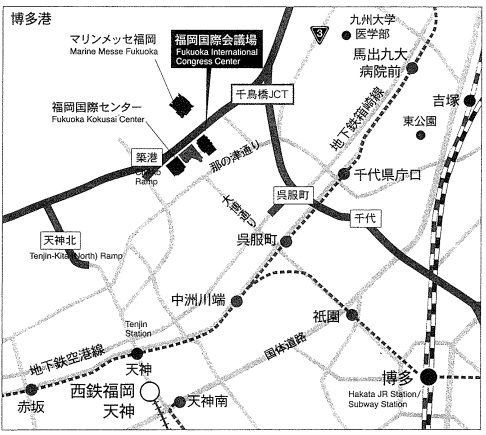 博多港
マリンメッセ福岡
Marine Messe Fukuoka
福岡国際会議場
Fukuoka International
Congress Center
3
九州大学
医学部
馬出九大
病院前
千鳥橋JCT
吉塚
福岡国際センター
Fukuoka Kokusai Center
地下鉄箱崎線
東公園
築港
Ramp
那の津通り
千代県庁口
大博通り
呉服町
千代
天神北
Tenjin-Kita (North) Ramp
呉服町
中洲川端
祇園
Tenjin
Station
国体道路
地下鉄空港線
天神
博多
西鉄福岡
天神
天神南
赤坂
Hakata JR Station/
Subway Station